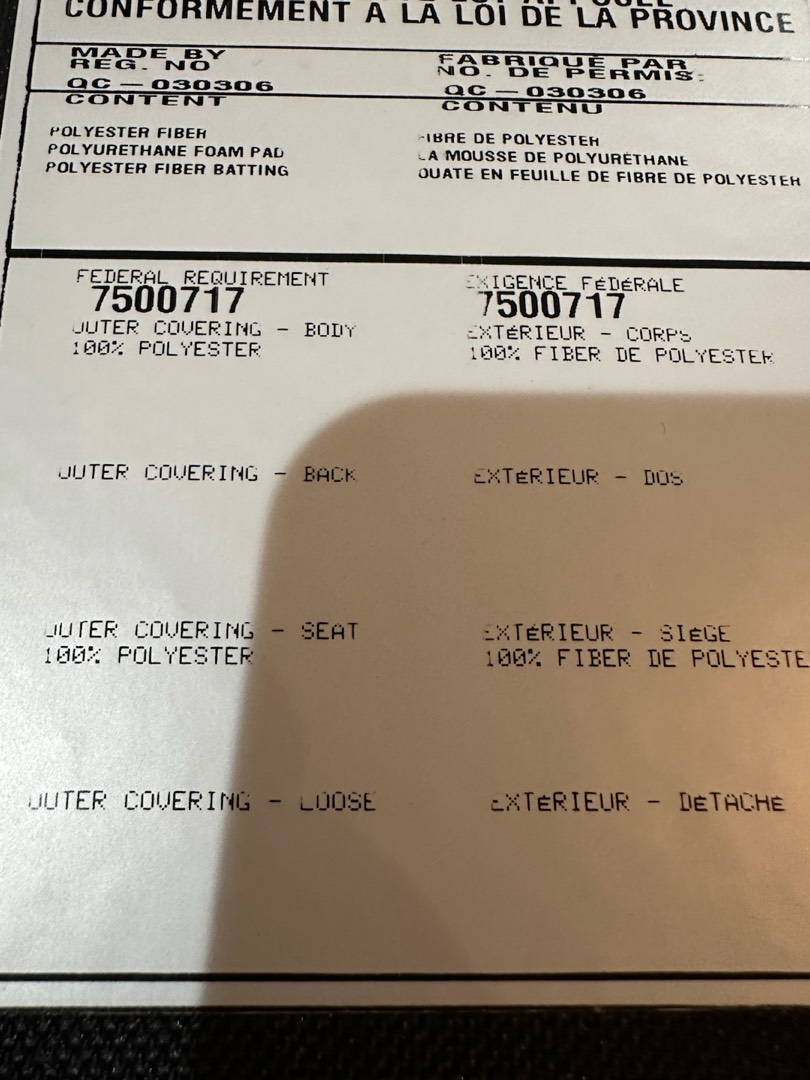 CONFORMEMENT A LA LOI DE LA PROVINCE
MADE BY
REG. NO
QC-030306
CONTENT
POLYESTER FIBER
POLYURETHANE FOAM PAD
POLYESTER FIBER BATTING
FABRIQUÉ PAR
NO. DE PERMIS:
QC-030306
CONTENU
FIBRE DE POLYESTER
LA MOUSSE DE POLYURÉTHANE
OUATE EN FEUILLE DE FIBRE DE POLYESTER
FEDERAL REQUIREMENT
7500717
OUTER COVERING - BODY
100% POLYESTER
EXIGENCE FÉDÉRALE
7500717
EXTÉRIEUR - CORPS
100% FIBER DE POLYESTER
OUTER COVERING - BACK
EXTÉRIEUR - DOS
OUTER COVERING - SEAT
100% POLYESTER
EXTÉRIEUR - SIÉGE
100% FIBER DE POLYESTE
OUTER COVERING - LOOSE
EXTÉRIEUR - DÉTACHÉ